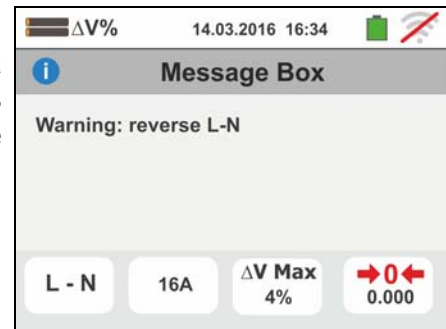 ΔV% 14.03.2016 16:34
Message Box
Warning: reverse L-N
L - N 16A ΔV Max 4% ➔0← 0.000